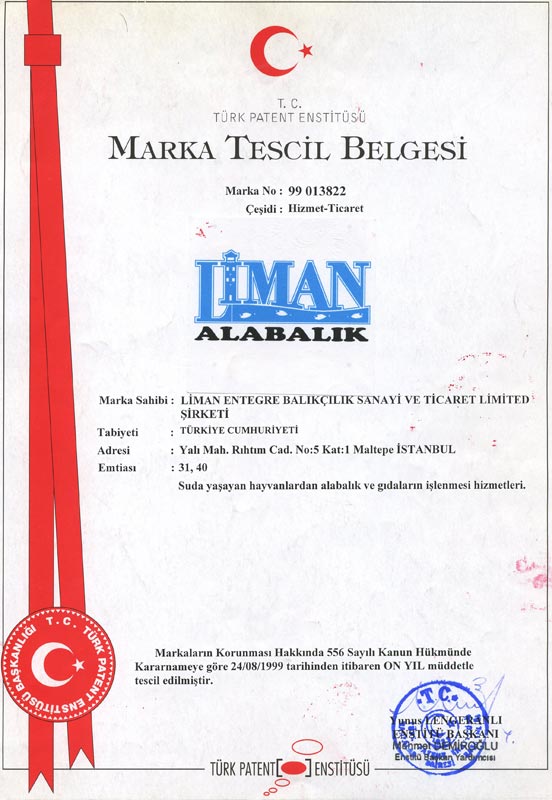 T. C.
TÜRK PATENT ENSTİTÜSÜ
MARKA TESCİL BELGESİ
Marka No : 99 013822
Çeşidi : Hizmet-Ticaret
LİMAN
ALABALIK
Marka Sahibi : LİMAN ENTEGRE BALIKÇILIK SANAYİ VE TİCARET LİMİTED
ŞİRKETİ
Tabiyeti : TÜRKİYE CUMHURİYETİ
Adresi : Yalı Mah. Rıhtım Cad. No:5 Kat:1 Maltepe İSTANBUL
Emtiası : 31, 40
Suda yaşayan hayvanlardan alabalık ve gıdaların işlenmesi hizmetleri.
T. C. TÜRK PATENT ENSTİTÜSÜ BAŞKANLIĞI
Markaların Korunması Hakkında 556 Sayılı Kanun Hükmünde
Kararnameye göre 24/08/1999 tarihinden itibaren ON YIL müddetle
tescil edilmiştir.
T.C.
Yunus LENGERANLI
ENSTİTÜ BAŞKANI
Mehmet DEMİROĞLU
Enstitü Başkan Yardımcısı
TÜRK PATENT ENSTİTÜSÜ